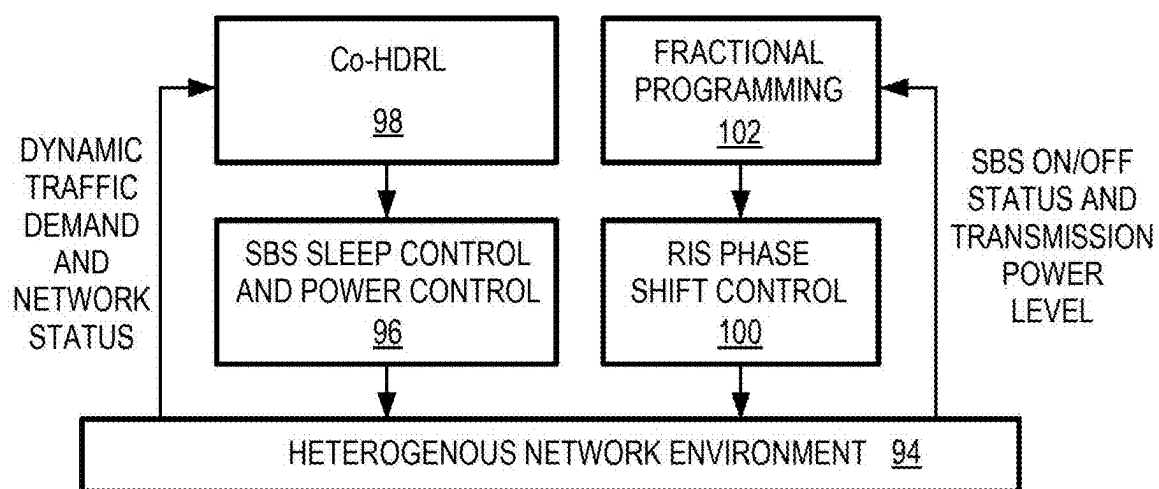 Co-HDRL
98
FRACTIONAL
PROGRAMMING
102
DYNAMIC
TRAFFIC
DEMAND
AND
NETWORK
STATUS
SBS SLEEP CONTROL
AND POWER CONTROL
96
RIS PHASE
SHIFT CONTROL
100
SBS ON/OFF
STATUS AND
TRANSMISSION
POWER
LEVEL
HETEROGENOUS NETWORK ENVIRONMENT 94